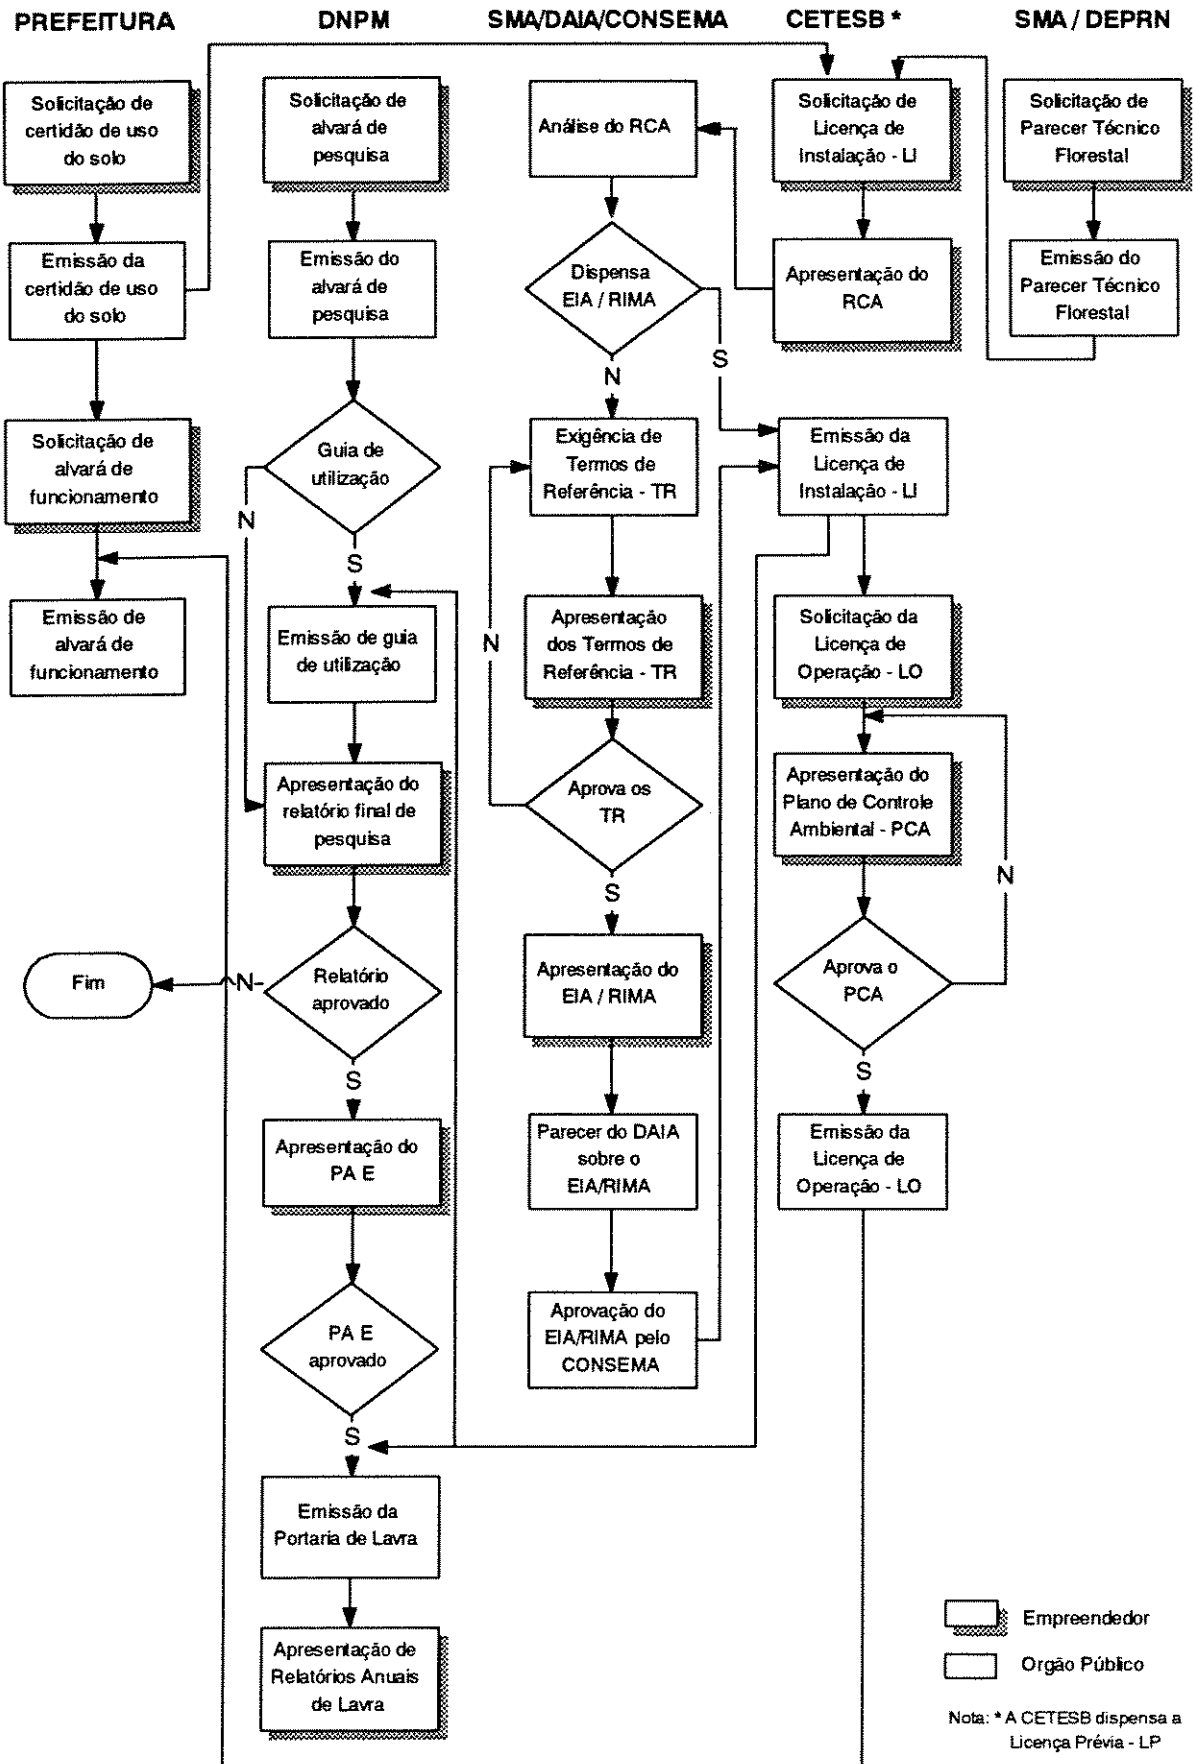 PREFEITURA
DNPM
SMA/DAIA/CONSEMA
CETESB *
SMA / DEPRN
Solicitação de
certidão de uso
do solo
Emissão da
certidão de uso
do solo
Solicitação de
alvará de
funcionamento
Emissão de
alvará de
funcionamento
Fim
Solicitação de
alvará de
pesquisa
Emissão do
alvará de
pesquisa
Guia de
utilização
N
S
Emissão de guia
de utilização
Apresentação do
relatório final de
pesquisa
Relatório
aprovado
N
S
Apresentação do
PA E
PA E
aprovado
S
Emissão da
Portaria de Lavra
Apresentação de
Relatórios Anuais
de Lavra
Análise do RCA
Dispensa
EIA / RIMA
S
N
Exigência de
Termos de
Referência - TR
Apresentação
dos Termos de
Referência - TR
N
Aprova os
TR
S
Apresentação do
EIA / RIMA
Parecer do DAIA
sobre o
EIA/RIMA
Aprovação do
EIA/RIMA pelo
CONSEMA
Solicitação de
Licença de
Instalação - LI
Apresentação do
RCA
Emissão da
Licença de
Instalação - LI
Solicitação da
Licença de
Operação - LO
Apresentação do
Plano de Controle
Ambiental - PCA
N
Aprova o
PCA
S
Emissão da
Licença de
Operação - LO
Solicitação de
Parecer Técnico
Florestal
Emissão do
Parecer Técnico
Florestal
Empreendedor
Orgão Público
Nota: * A CETESB dispensa a
Licença Prévia - LP